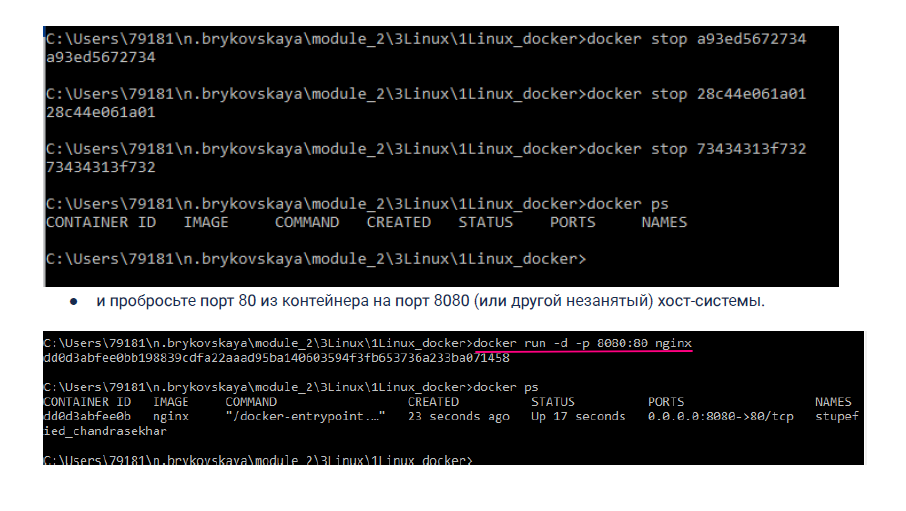 C:\Users\79181\n.brykovskaya\module_2\3Linux\1Linux_docker>docker stop a93ed5672734
a93ed5672734
C:\Users\79181\n.brykovskaya\module_2\3Linux\1Linux_docker>docker stop 28c44e061a01
28c44e061a01
C:\Users\79181\n.brykovskaya\module_2\3Linux\1Linux_docker>docker stop 73434313f732
73434313f732
C:\Users\79181\n.brykovskaya\module_2\3Linux\1Linux_docker>docker ps
CONTAINER ID   IMAGE     COMMAND   CREATED   STATUS    PORTS     NAMES
C:\Users\79181\n.brykovskaya\module_2\3Linux\1Linux_docker>
● и пробросьте порт 80 из контейнера на порт 8080 (или другой незанятый) хост-системы.
C:\Users\79181\n.brykovskaya\module_2\3Linux\1Linux_docker>docker run -d -p 8080:80 nginx
dd0d3abfee0bb198839cdfa22aaad95ba140603594f3fb653736a233ba071458
C:\Users\79181\n.brykovskaya\module_2\3Linux\1Linux_docker>docker ps
CONTAINER ID   IMAGE     COMMAND                  CREATED          STATUS          PORTS                  NAMES
dd0d3abfee0b   nginx     "/docker-entrypoint.…"   23 seconds ago   Up 17 seconds   0.0.0.0:8080->80/tcp   stupef
ied_chandrasekhar
C:\Users\79181\n.brykovskaya\module_2\3Linux\1Linux_docker>